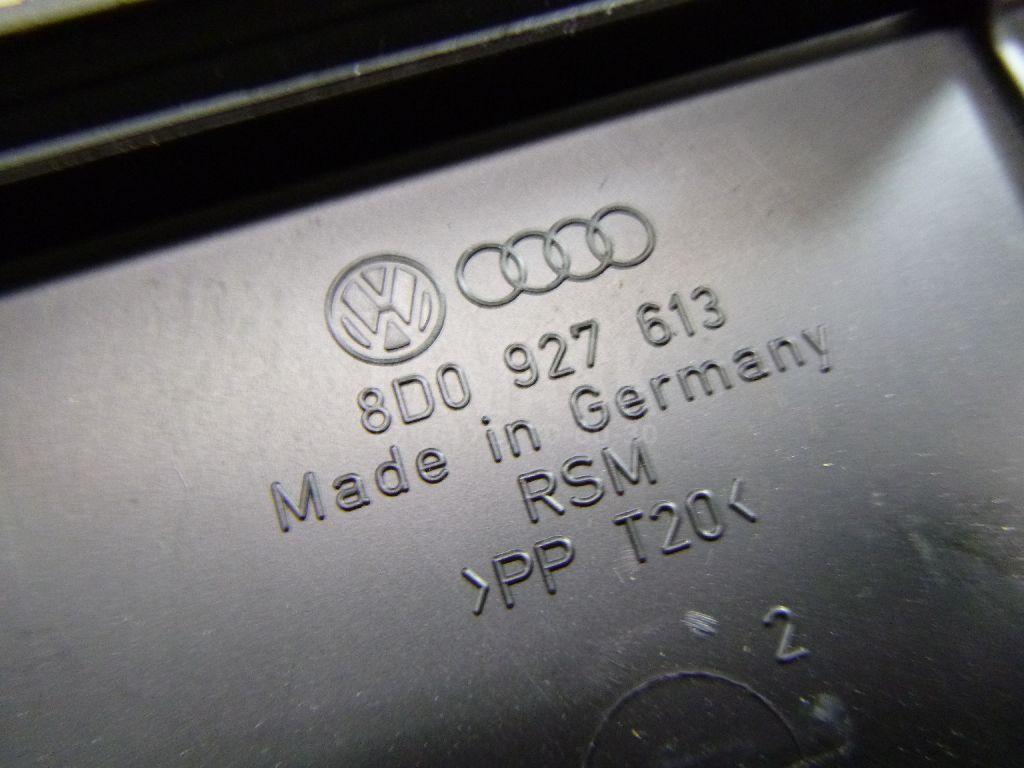 8D0 927 613
Made in Germany
RSM
>PP T20<
2